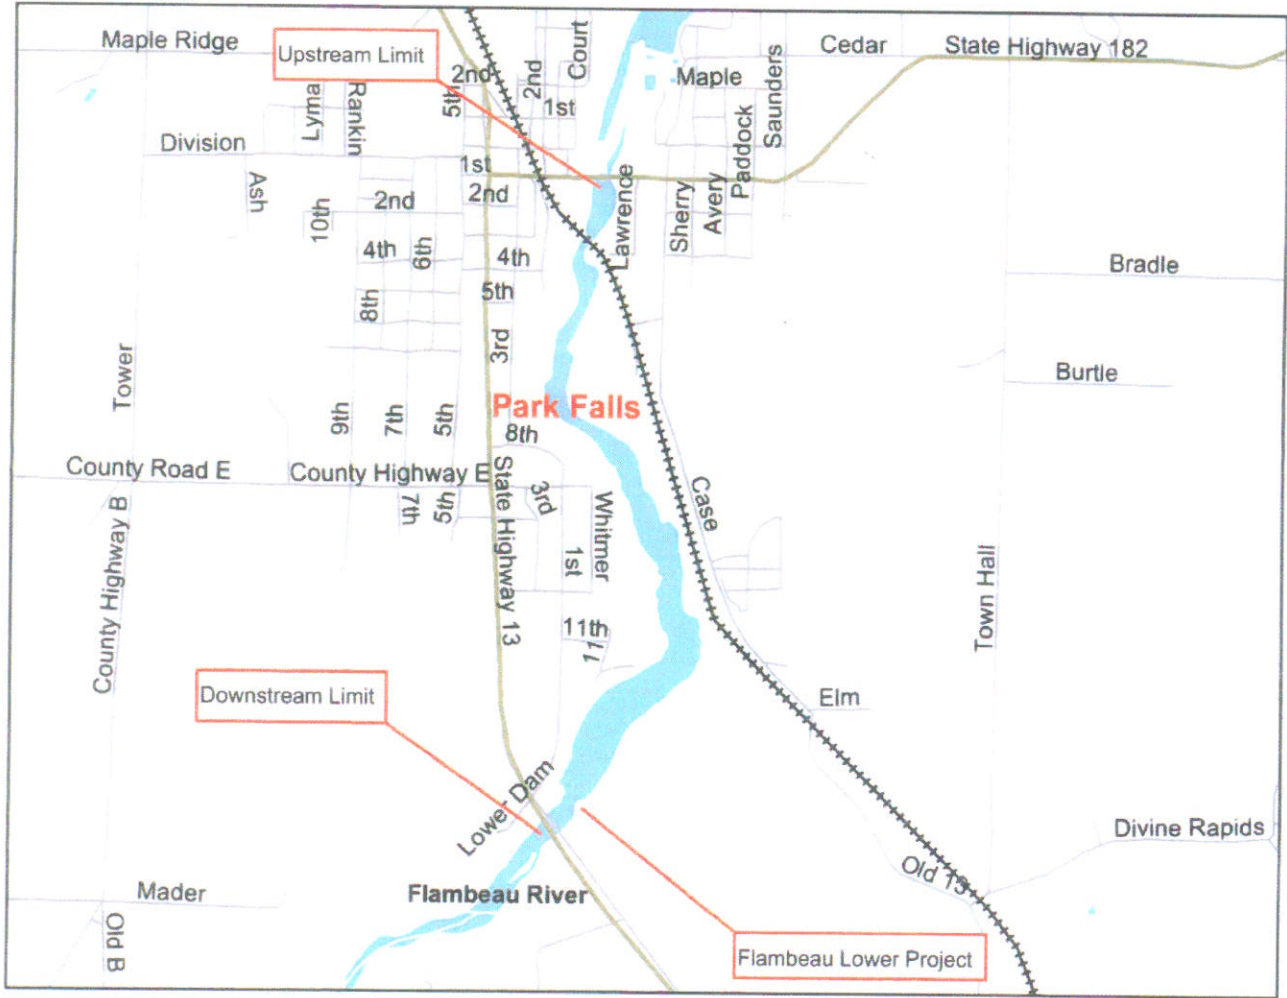 Maple Ridge
Upstream Limit
2nd
5th
2nd
1st
Court
Maple
Cedar
State Highway 182
Saunders
Paddock
Lyma
Rankin
Division
Ash
1st
2nd
2nd
10th
4th
6th
4th
Lawrence
Sherry
Avery
Bradle
8th
5th
3rd
Tower
Burtle
Park Falls
9th
7th
5th
8th
County Road E
County Highway E
County Highway B
7th
5th
State Highway 13
3rd
1st
Whitmer
Case
Town Hall
11th
11
Downstream Limit
Elm
Lower Dam
Divine Rapids
Old 13
Mader
Flambeau River
Old B
Flambeau Lower Project